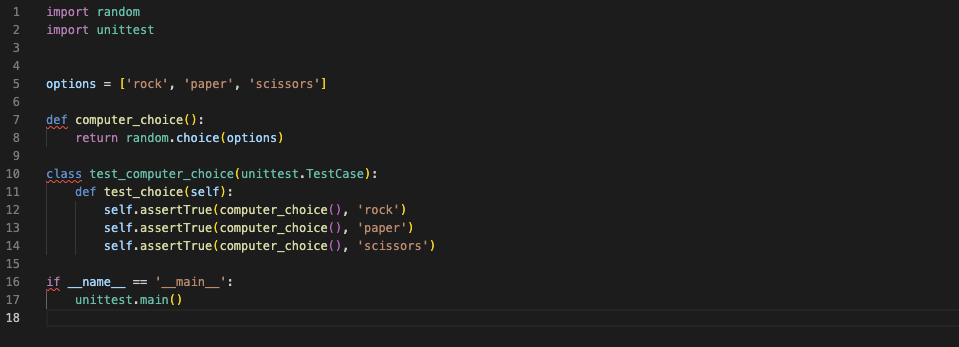 1 import random
2 import unittest
3
4
5 options = ['rock', 'paper', 'scissors']
6
7 def computer_choice():
8     return random.choice(options)
9
10 class test_computer_choice(unittest.TestCase):
11     def test_choice(self):
12         self.assertTrue(computer_choice(), 'rock')
13         self.assertTrue(computer_choice(), 'paper')
14         self.assertTrue(computer_choice(), 'scissors')
15
16 if __name__ == '__main__':
17     unittest.main()
18